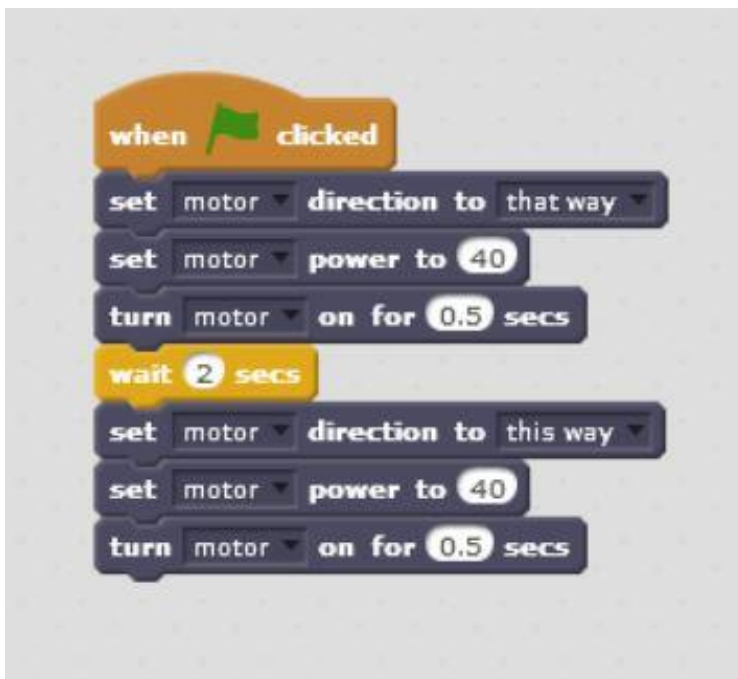 when clicked
set motor direction to that way
set motor power to 40
turn motor on for 0.5 secs
wait 2 secs
set motor direction to this way
set motor power to 40
turn motor on for 0.5 secs